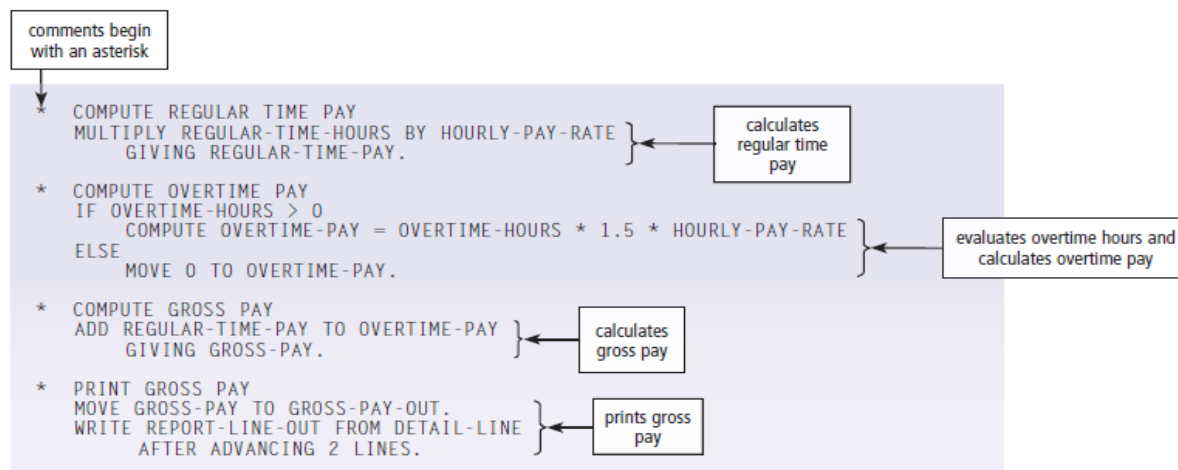 comments begin
with an asterisk
* COMPUTE REGULAR TIME PAY
MULTIPLY REGULAR-TIME-HOURS BY HOURLY-PAY-RATE
GIVING REGULAR-TIME-PAY.
calculates
regular time
pay
* COMPUTE OVERTIME PAY
IF OVERTIME-HOURS > 0
COMPUTE OVERTIME-PAY = OVERTIME-HOURS * 1.5 * HOURLY-PAY-RATE
ELSE
MOVE 0 TO OVERTIME-PAY.
evaluates overtime hours and
calculates overtime pay
* COMPUTE GROSS PAY
ADD REGULAR-TIME-PAY TO OVERTIME-PAY
GIVING GROSS-PAY.
calculates
gross pay
* PRINT GROSS PAY
MOVE GROSS-PAY TO GROSS-PAY-OUT.
WRITE REPORT-LINE-OUT FROM DETAIL-LINE
AFTER ADVANCING 2 LINES.
prints gross
pay